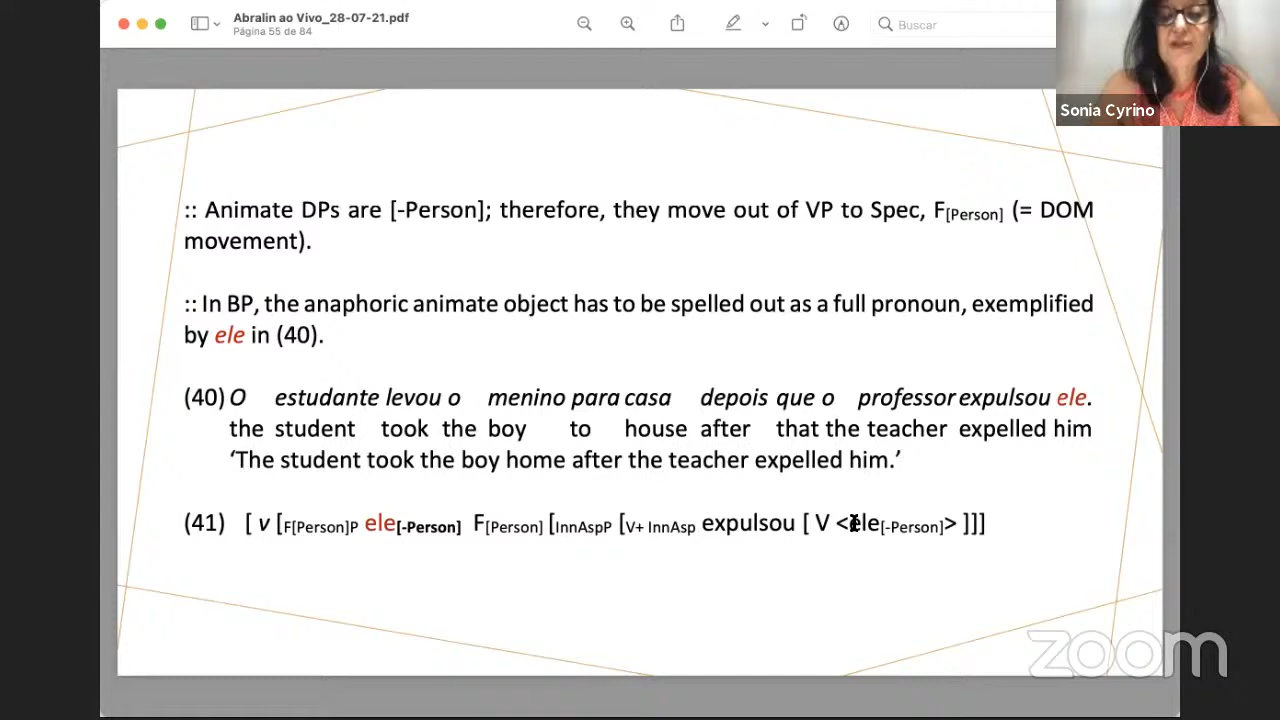 Abralin ao Vivo_28-07-21.pdf
Página 55 de 84
Buscar
Sonia Cyrino
:: Animate DPs are [-Person]; therefore, they move out of VP to Spec, F[Person] (= DOM
movement).
:: In BP, the anaphoric animate object has to be spelled out as a full pronoun, exemplified
by ele in (40).
(40) O estudante levou o menino para casa depois que o professor expulsou ele.
the student took the boy to house after that the teacher expelled him
‘The student took the boy home after the teacher expelled him.’
(41) [ v [F[Person]P ele[-Person] F[Person] [InnAspP [V+ InnAsp expulsou [ V <ele[-Person]> ]]]
zoom